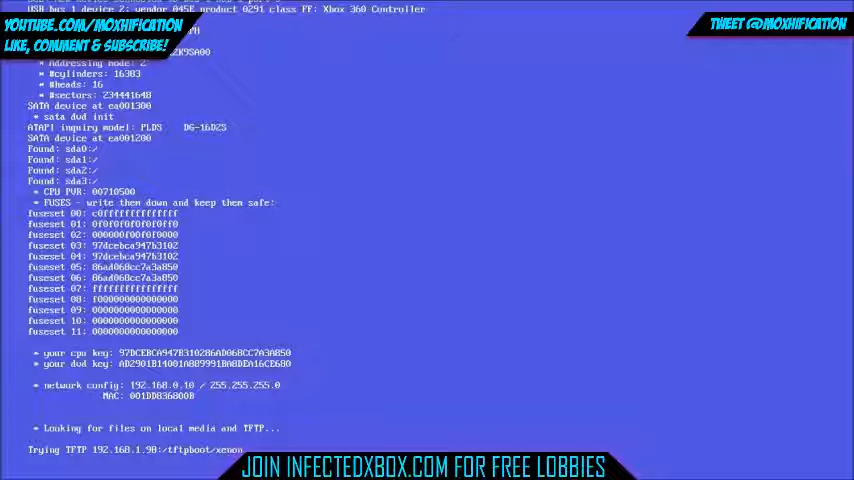 USB bus 1 device 2: vendor 045E product 0291 class FF: Xbox 360 Controller
YOUTUBE.COM/MOXHIFICATION
LIKE, COMMENT & SUBSCRIBE!
TWEET @MOXHIFICATION
* Addressing mode: 2
* #cylinders: 16383
* #heads: 16
* #sectors: 234441648
SATA device at ea001300
* sata dvd init
ATAPI inquiry model: PLDS DG-16D2S
SATA device at ea001200
Found: sda0:/
Found: sda1:/
Found: sda2:/
Found: sda3:/
* CPU PVR: 00710500
* FUSES - write them down and keep them safe:
fuseset 00: c0ffffffffffffff
fuseset 01: 0f0f0f0f0f0f0ff0
fuseset 02: 000000f00f0f0000
fuseset 03: 97dcebca947b3102
fuseset 04: 97dcebca947b3102
fuseset 05: 86ad068cc7a3a850
fuseset 06: 86ad068cc7a3a850
fuseset 07: ffffffffffffffff
fuseset 08: f000000000000000
fuseset 09: 0000000000000000
fuseset 10: 0000000000000000
fuseset 11: 0000000000000000
* your cpu key: 97DCEBCA947B310286AD068CC7A3A850
* your dvd key: AD2901B14001A889991BA8DEA16CE680
* network config: 192.168.0.10 / 255.255.255.0
MAC: 001DD836800B
* Looking for files on local media and TFTP...
Trying TFTP 192.168.1.98:/tftpboot/xenon
JOIN INFECTEDXBOX.COM FOR FREE LOBBIES